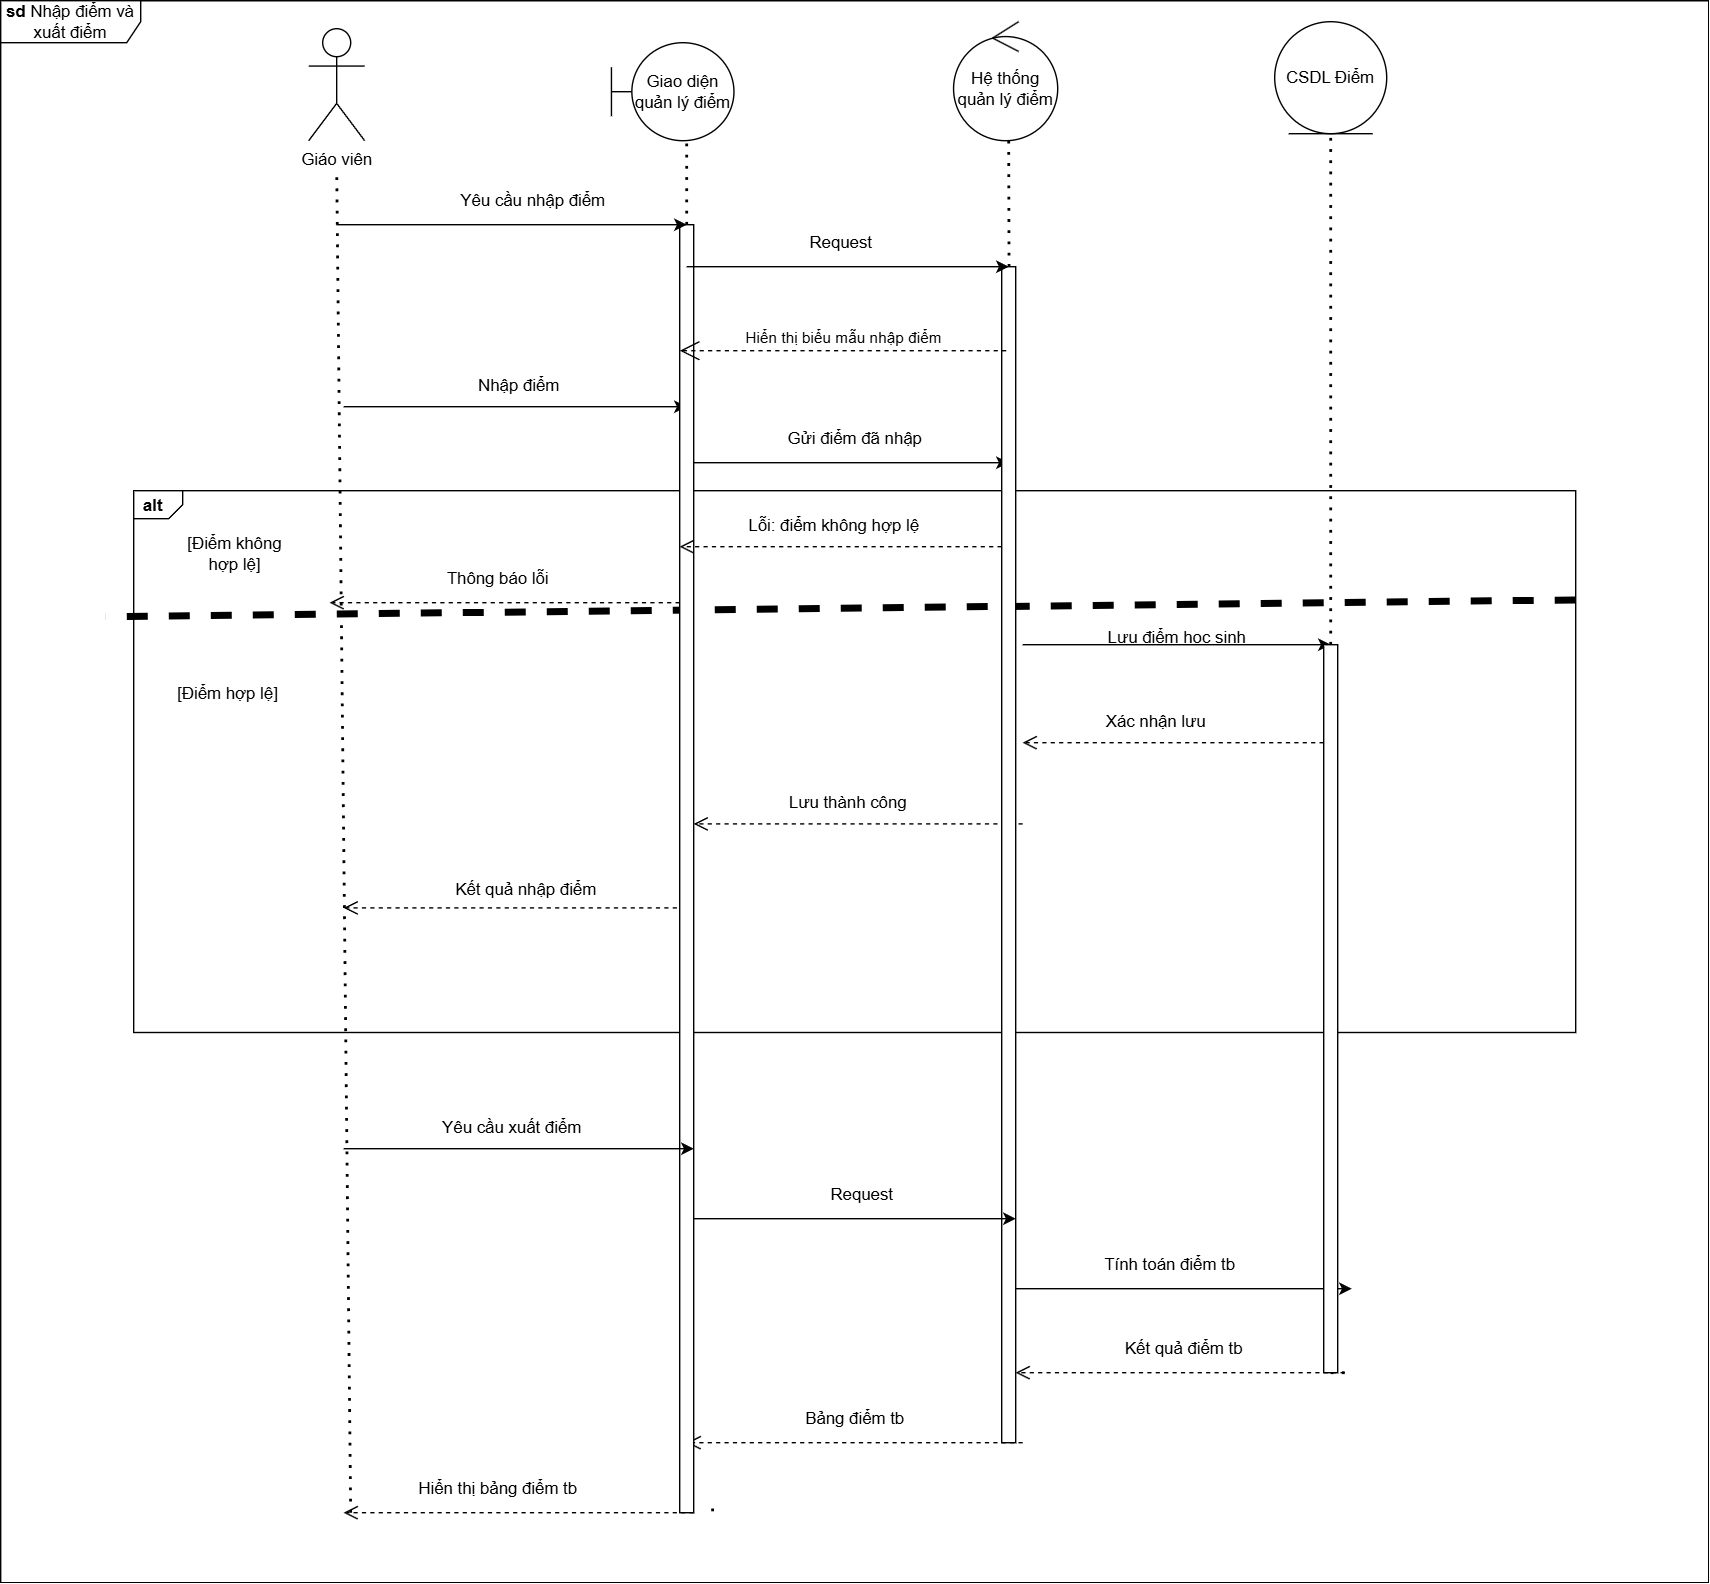 sd Nhập điểm và
xuất điểm
Giao diện
quản lý điểm
Hệ thống
quản lý điểm
CSDL Điểm
Giáo viên
Yêu cầu nhập điểm
Request
Hiển thị biểu mẫu nhập điểm
Nhập điểm
Gửi điểm đã nhập
alt
Lỗi: điểm không hợp lệ
[Điểm không
hợp lệ]
Thông báo lỗi
Lưu điểm học sinh
[Điểm hợp lệ]
Xác nhận lưu
Lưu thành công
Kết quả nhập điểm
Yêu cầu xuất điểm
Request
Tính toán điểm tb
Kết quả điểm tb
Bảng điểm tb
Hiển thị bảng điểm tb